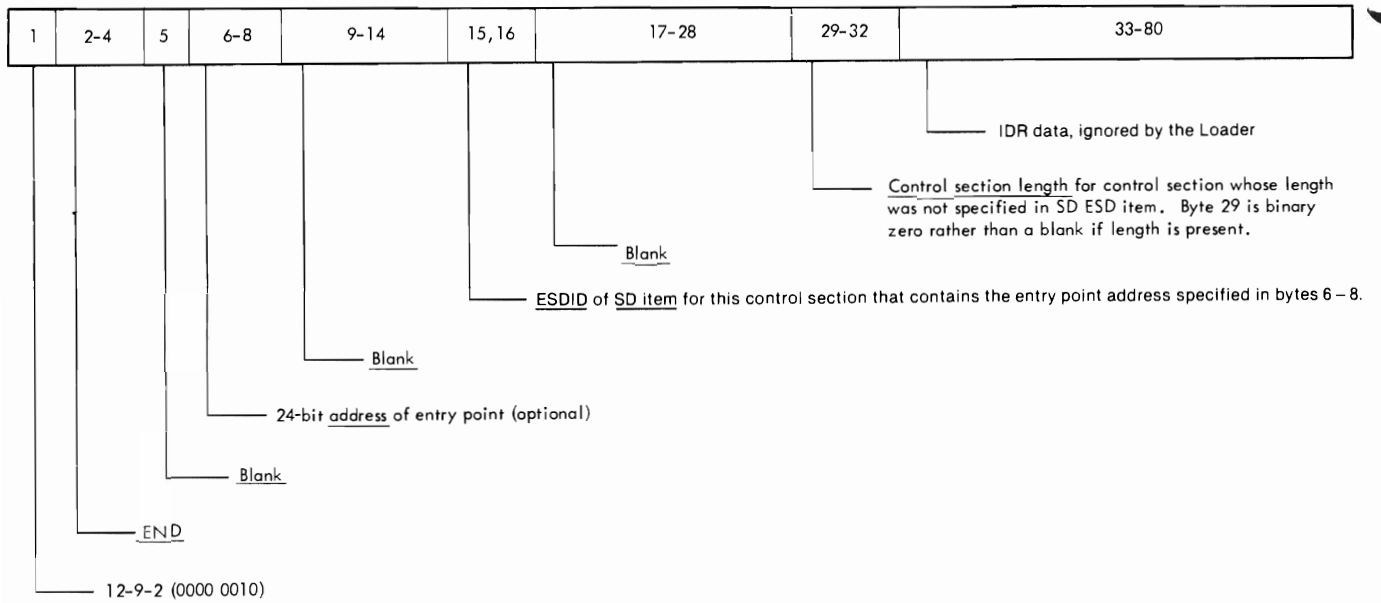 1 2-4 5 6-8 9-14 15,16 17-28 29-32 33-80
IDR data, ignored by the Loader
Control section length for control section whose length
was not specified in SD ESD item. Byte 29 is binary
zero rather than a blank if length is present.
Blank
ESDID of SD item for this control section that contains the entry point address specified in bytes 6–8.
Blank
24-bit address of entry point (optional)
Blank
END
12-9-2 (0000 0010)